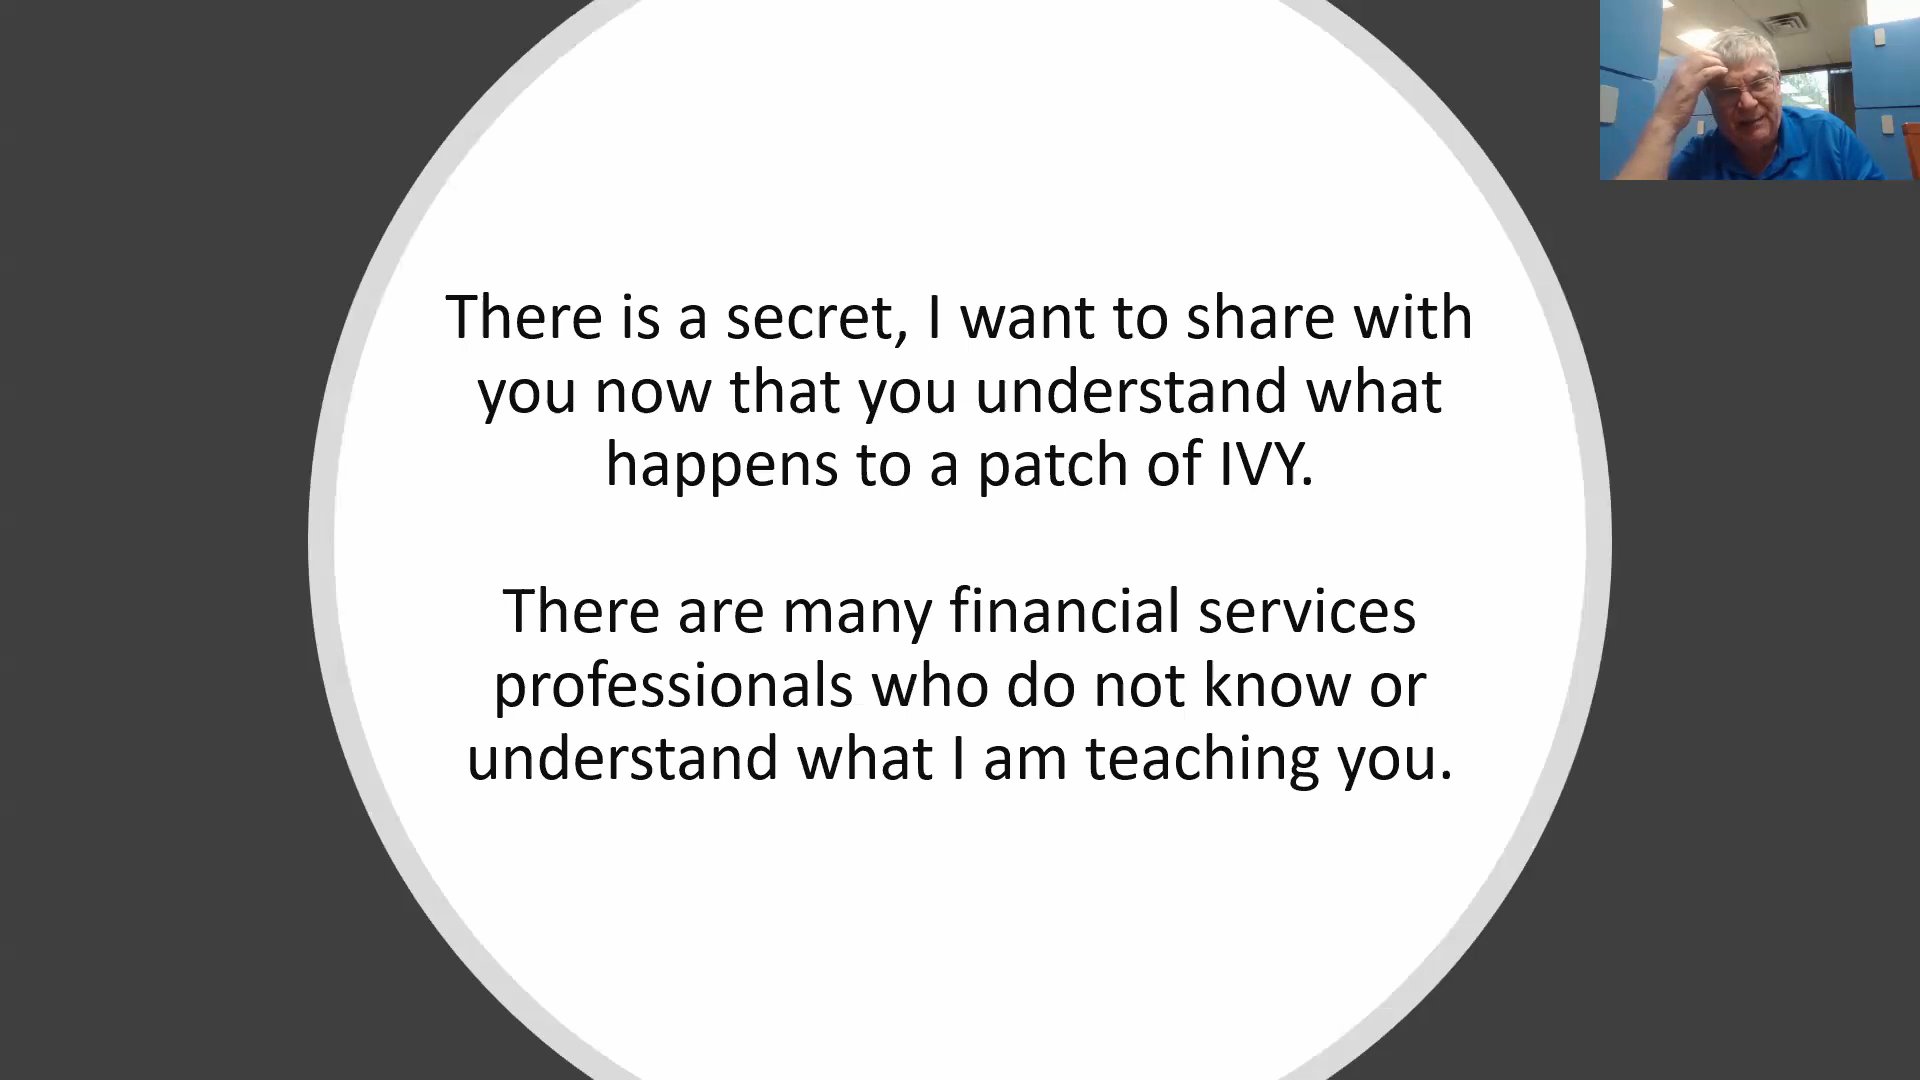 There is a secret, I want to share with
you now that you understand what
happens to a patch of IVY.
There are many financial services
professionals who do not know or
understand what I am teaching you.